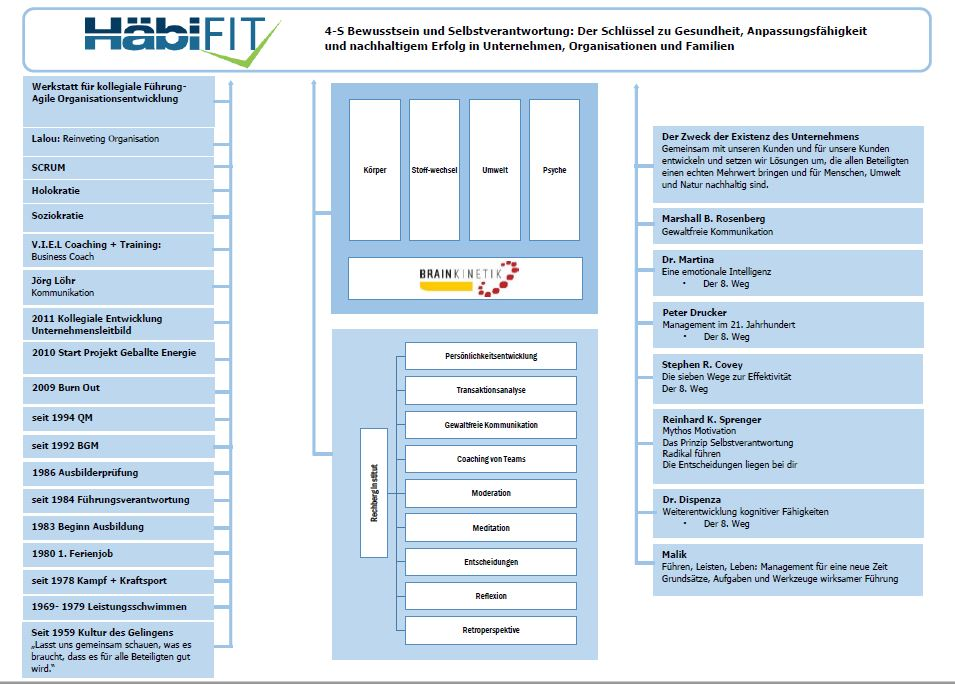 HäbiFIT
4-S Bewusstsein und Selbstverantwortung: Der Schlüssel zu Gesundheit, Anpassungsfähigkeit
und nachhaltigem Erfolg in Unternehmen, Organisationen und Familien
Werkstatt für kollegiale Führung-
Agile Organisationsentwicklung
Lalou: Reinveting Organisation
SCRUM
Holokratie
Soziokratie
V.I.E.L Coaching + Training:
Business Coach
Jörg Löhr
Kommunikation
2011 Kollegiale Entwicklung
Unternehmensleitbild
2010 Start Projekt Geballte Energie
2009 Burn Out
seit 1994 QM
seit 1992 BGM
1986 Ausbilderprüfung
seit 1984 Führungsverantwortung
1983 Beginn Ausbildung
1980 1. Ferienjob
seit 1978 Kampf + Kraftsport
1969- 1979 Leistungsschwimmen
Seit 1959 Kultur des Gelingens
„Lasst uns gemeinsam schauen, was es
braucht, dass es für alle Beteiligten gut
wird.“
Körper
Stoff-wechsel
Umwelt
Psyche
BRAINKINETIK
Rechberg Institut
Persönlichkeitsentwicklung
Transaktionsanalyse
Gewaltfreie Kommunikation
Coaching von Teams
Moderation
Meditation
Entscheidungen
Reflexion
Retroperspektive
Der Zweck der Existenz des Unternehmens
Gemeinsam mit unseren Kunden und für unsere Kunden
entwickeln und setzen wir Lösungen um, die allen Beteiligten
einen echten Mehrwert bringen und für Menschen, Umwelt
und Natur nachhaltig sind.
Marshall B. Rosenberg
Gewaltfreie Kommunikation
Dr. Martina
Eine emotionale Intelligenz
• Der 8. Weg
Peter Drucker
Management im 21. Jahrhundert
• Der 8. Weg
Stephen R. Covey
Die sieben Wege zur Effektivität
Der 8. Weg
Reinhard K. Sprenger
Mythos Motivation
Das Prinzip Selbstverantwortung
Radikal führen
Die Entscheidungen liegen bei dir
Dr. Dispenza
Weiterentwicklung kognitiver Fähigkeiten
• Der 8. Weg
Malik
Führen, Leisten, Leben: Management für eine neue Zeit
Grundsätze, Aufgaben und Werkzeuge wirksamer Führung